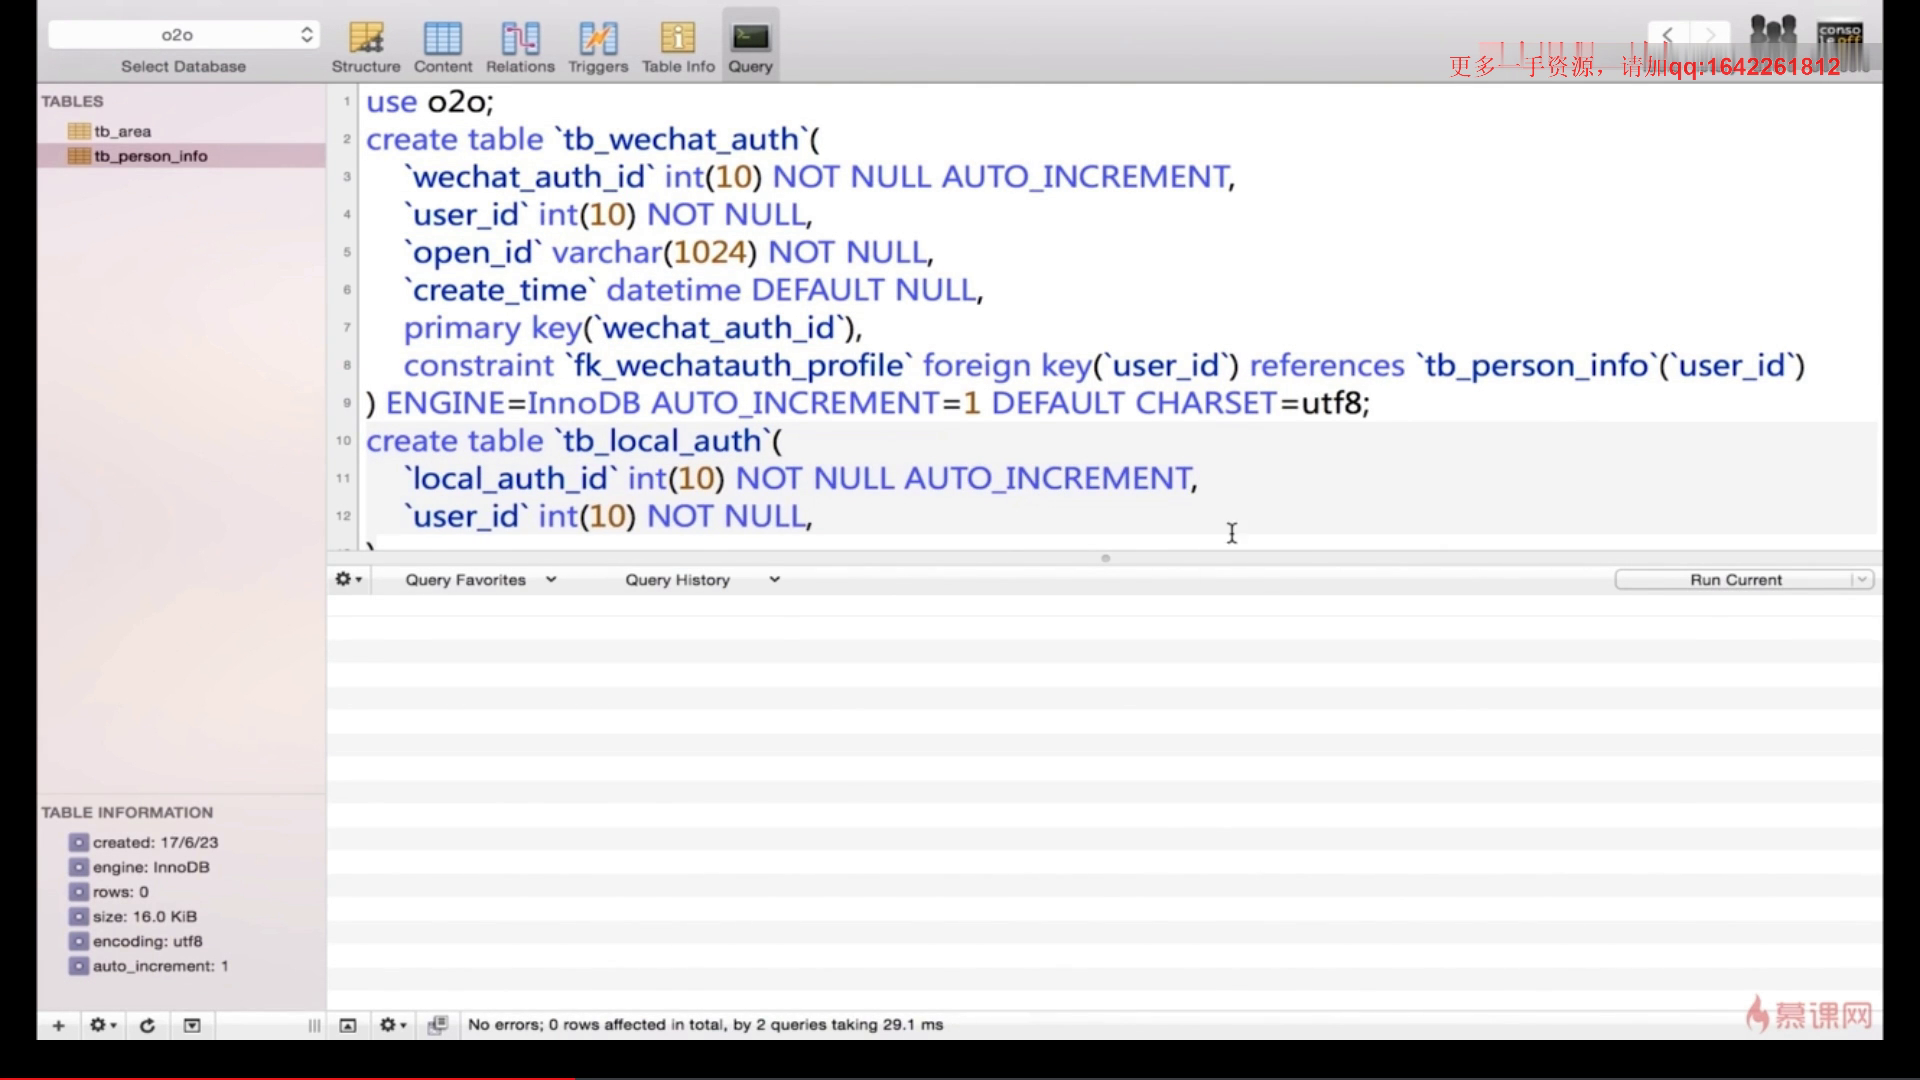 o2o
Select Database
Structure
Content
Relations
Triggers
Table Info
Query
conso
le off
更多一手资源，请加qq:1642261812
TABLES
tb_area
tb_person_info
1 use o2o;
2 create table `tb_wechat_auth`(
3 `wechat_auth_id` int(10) NOT NULL AUTO_INCREMENT,
4 `user_id` int(10) NOT NULL,
5 `open_id` varchar(1024) NOT NULL,
6 `create_time` datetime DEFAULT NULL,
7 primary key(`wechat_auth_id`),
8 constraint `fk_wechatauth_profile` foreign key(`user_id`) references `tb_person_info`(`user_id`)
9 ) ENGINE=InnoDB AUTO_INCREMENT=1 DEFAULT CHARSET=utf8;
10 create table `tb_local_auth`(
11 `local_auth_id` int(10) NOT NULL AUTO_INCREMENT,
12 `user_id` int(10) NOT NULL,
Query Favorites
Query History
Run Current
TABLE INFORMATION
created: 17/6/23
engine: InnoDB
rows: 0
size: 16.0 KiB
encoding: utf8
auto_increment: 1
No errors; 0 rows affected in total, by 2 queries taking 29.1 ms
慕课网